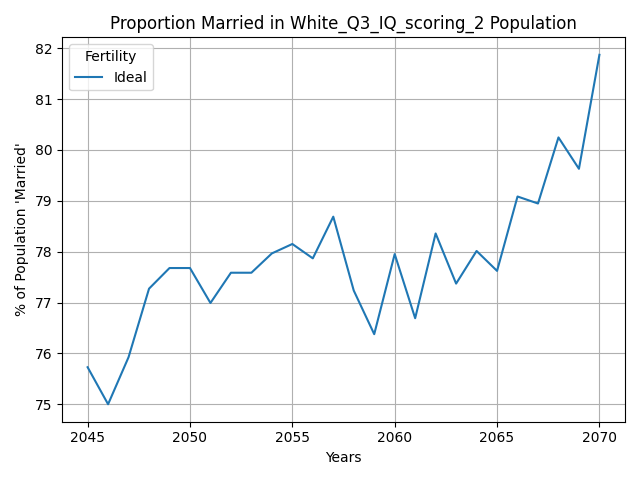 Proportion Married in White_Q3_IQ_scoring_2 Population
% of Population 'Married'
Fertility
Ideal
82
81
80
79
78
77
76
75
2045 2050 2055 2060 2065 2070
Years